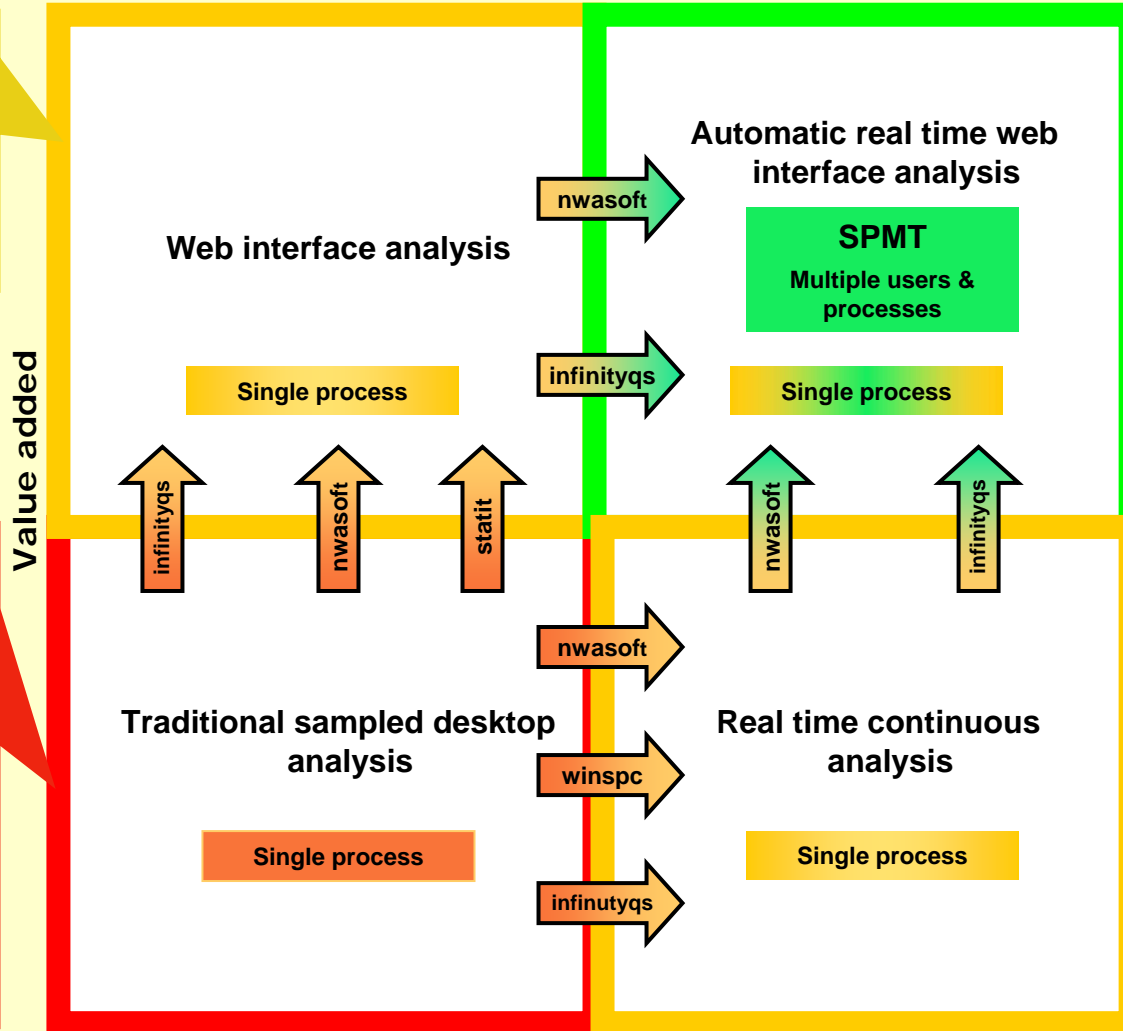 Value added
Web interface analysis
Single process
nwasoft
infinityqs
Automatic real time web
interface analysis
SPMT
Multiple users &
processes
Single process
infinityqs
nwasoft
statit
nwasoft
infinityqs
Traditional sampled desktop
analysis
Single process
nwasoft
winspc
infinutyqs
Real time continuous
analysis
Single process